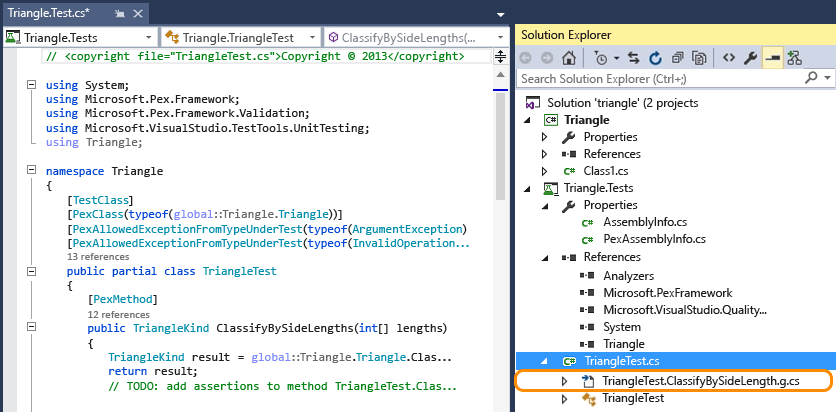 Triangle.Test.cs*
Triangle.Tests
Triangle.TriangleTest
ClassifyBySideLengths(...
// <copyright file="TriangleTest.cs">Copyright © 2013</copyright>
using System;
using Microsoft.Pex.Framework;
using Microsoft.Pex.Framework.Validation;
using Microsoft.VisualStudio.TestTools.UnitTesting;
using Triangle;
namespace Triangle
{
[TestClass]
[PexClass(typeof(global::Triangle.Triangle))]
[PexAllowedExceptionFromTypeUnderTest(typeof(ArgumentException)
[PexAllowedExceptionFromTypeUnderTest(typeof(InvalidOperation...
13 references
public partial class TriangleTest
{
[PexMethod]
12 references
public TriangleKind ClassifyBySideLengths(int[] lengths)
{
TriangleKind result = global::Triangle.Triangle.Clas...
return result;
// TODO: add assertions to method TriangleTest.Clas...
Solution Explorer
Search Solution Explorer (Ctrl+;)
Solution 'triangle' (2 projects
Triangle
Properties
References
Class1.cs
Triangle.Tests
Properties
AssemblyInfo.cs
PexAssemblyInfo.cs
References
Analyzers
Microsoft.PexFramework
Microsoft.VisualStudio.Quality...
System
Triangle
TriangleTest.cs
TriangleTest.ClassifyBySideLength.g.cs
TriangleTest